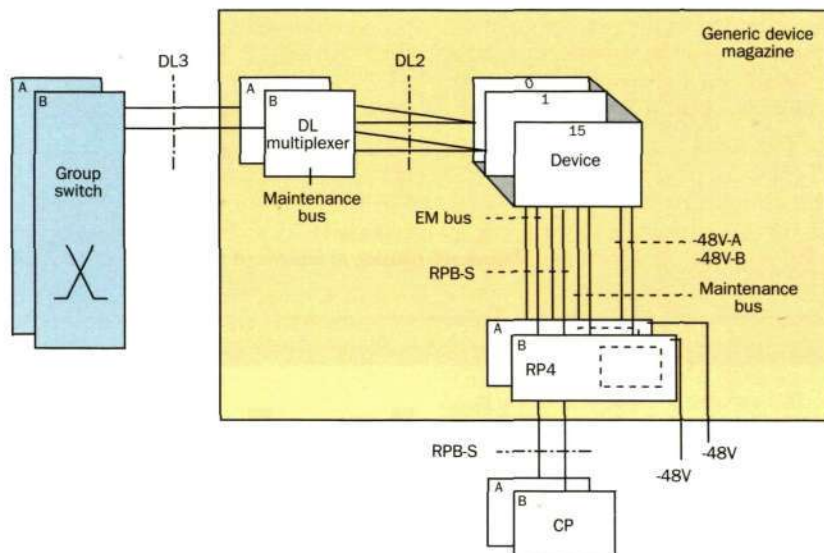 Generic device
magazine
DL3
DL2
A
B
Group
switch
A
B
DL
multiplexer
Maintenance
bus
0
1
15
Device
EM bus
RPB-S
-48V-A
-48V-B
Maintenance
bus
A
B
RP4
RPB-S
-48V
-48V
A
B
CP